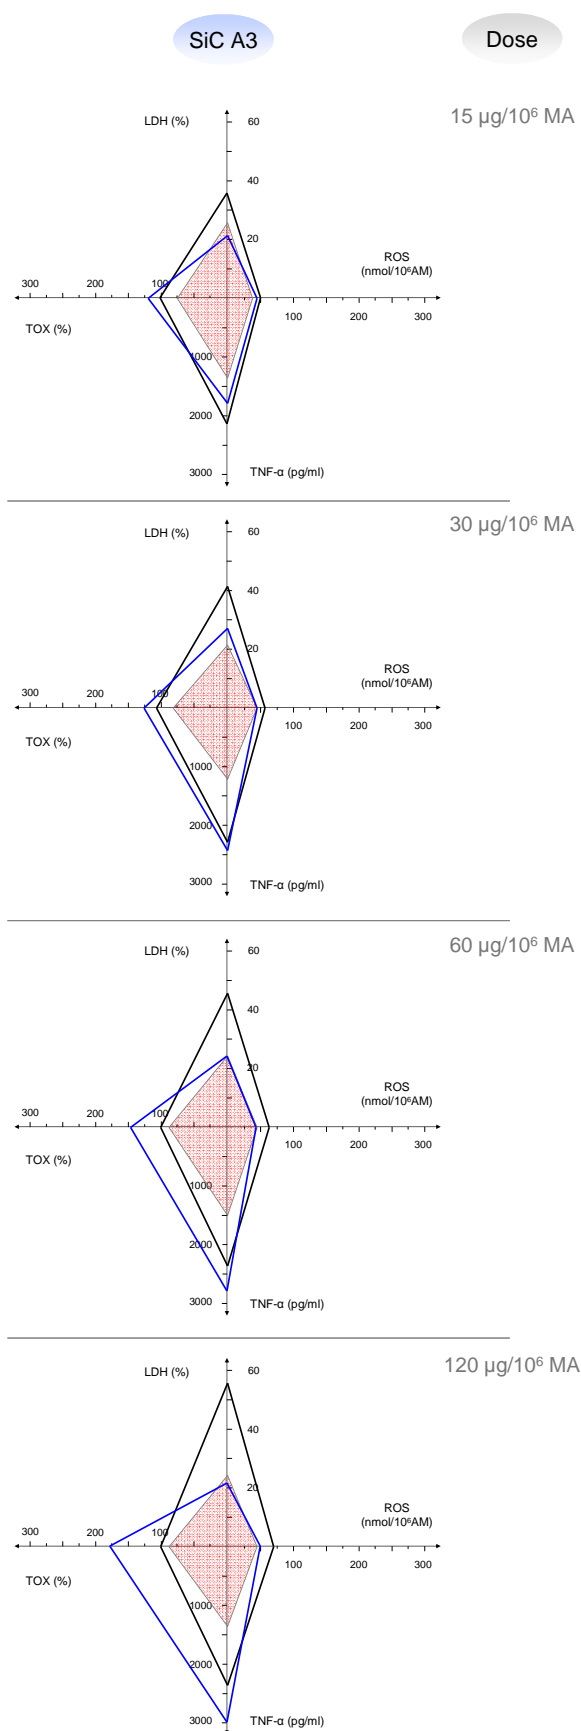 SiC A3 Dose
15 µg/10⁶ MA
LDH (%) 60
40
20
ROS
(nmol/10⁶AM)
300 200 100
100 200 300
TOX (%)
1000
2000
3000 TNF-α (pg/ml)
30 µg/10⁶ MA
LDH (%) 60
40
20
ROS
(nmol/10⁶AM)
300 200 100
100 200 300
TOX (%)
1000
2000
3000 TNF-α (pg/ml)
60 µg/10⁶ MA
LDH (%) 60
40
20
ROS
(nmol/10⁶AM)
300 200 100
100 200 300
TOX (%)
1000
2000
3000 TNF-α (pg/ml)
120 µg/10⁶ MA
LDH (%) 60
40
20
ROS
(nmol/10⁶AM)
300 200 100
100 200 300
TOX (%)
1000
2000
3000 TNF-α (pg/ml)